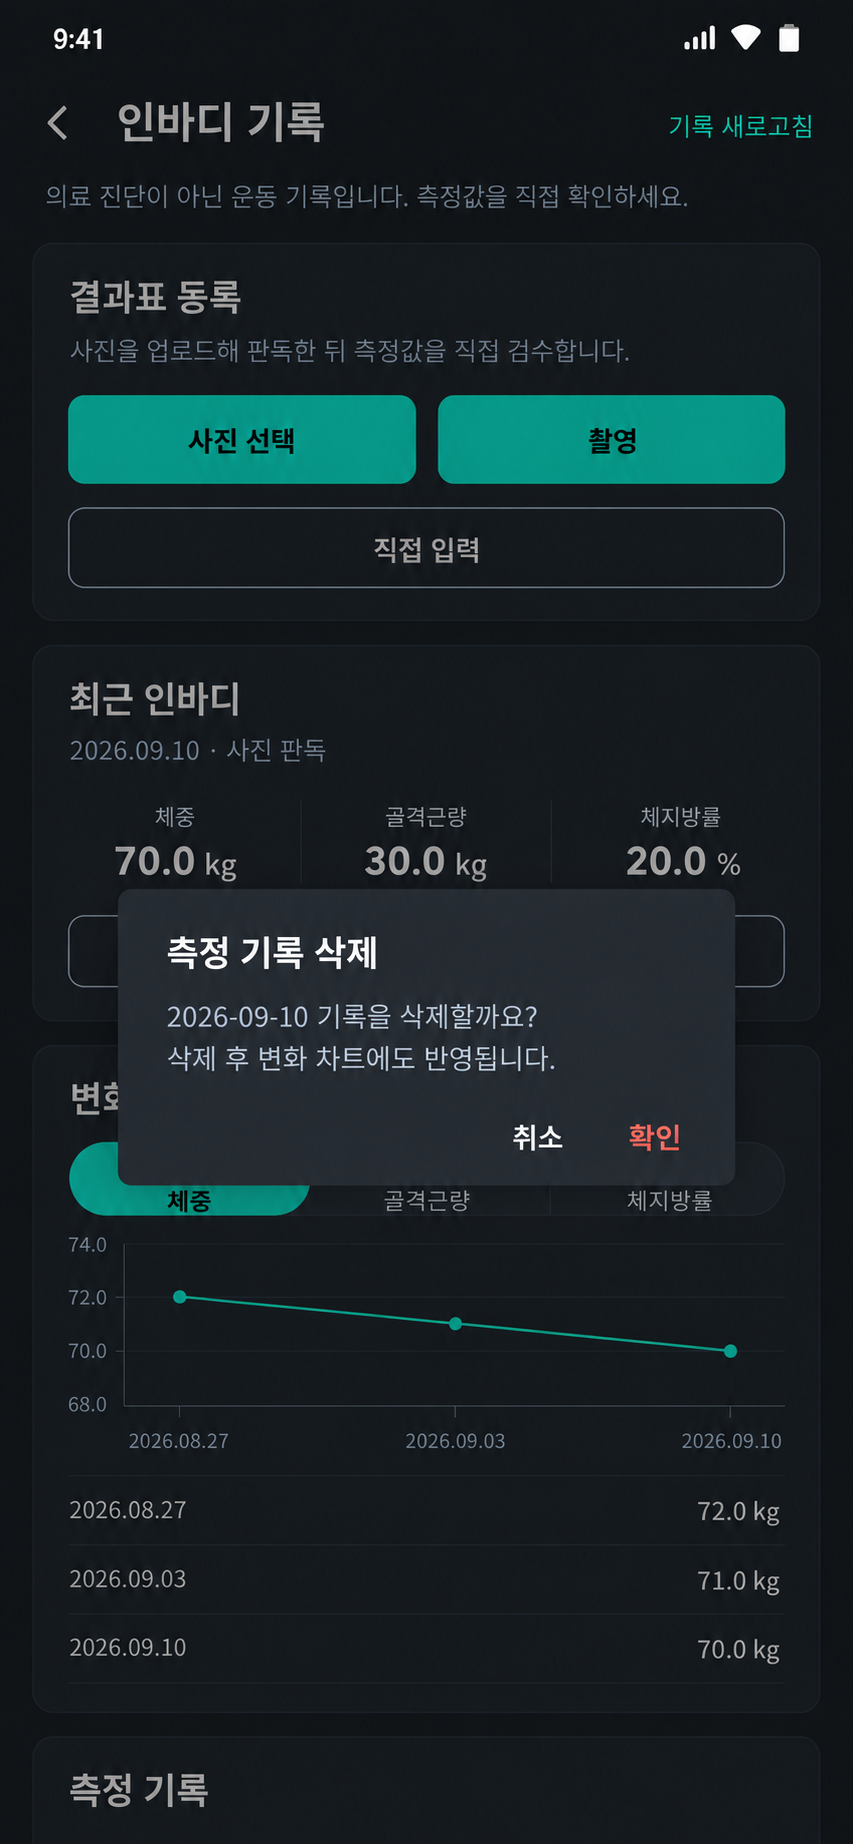 9:41
인바디 기록
기록 새로고침
의료 진단이 아닌 운동 기록입니다. 측정값을 직접 확인하세요.
결과표 등록
사진을 업로드해 판독한 뒤 측정값을 직접 검수합니다.
사진 선택
촬영
직접 입력
최근 인바디
2026.09.10 · 사진 판독
체중
골격근량
체지방률
70.0 kg
30.0 kg
20.0 %
측정 기록 삭제
2026-09-10 기록을 삭제할까요?
삭제 후 변화 차트에도 반영됩니다.
취소
확인
체중
골격근량
체지방률
74.0
72.0
70.0
68.0
2026.08.27
2026.09.03
2026.09.10
2026.08.27
72.0 kg
2026.09.03
71.0 kg
2026.09.10
70.0 kg
측정 기록